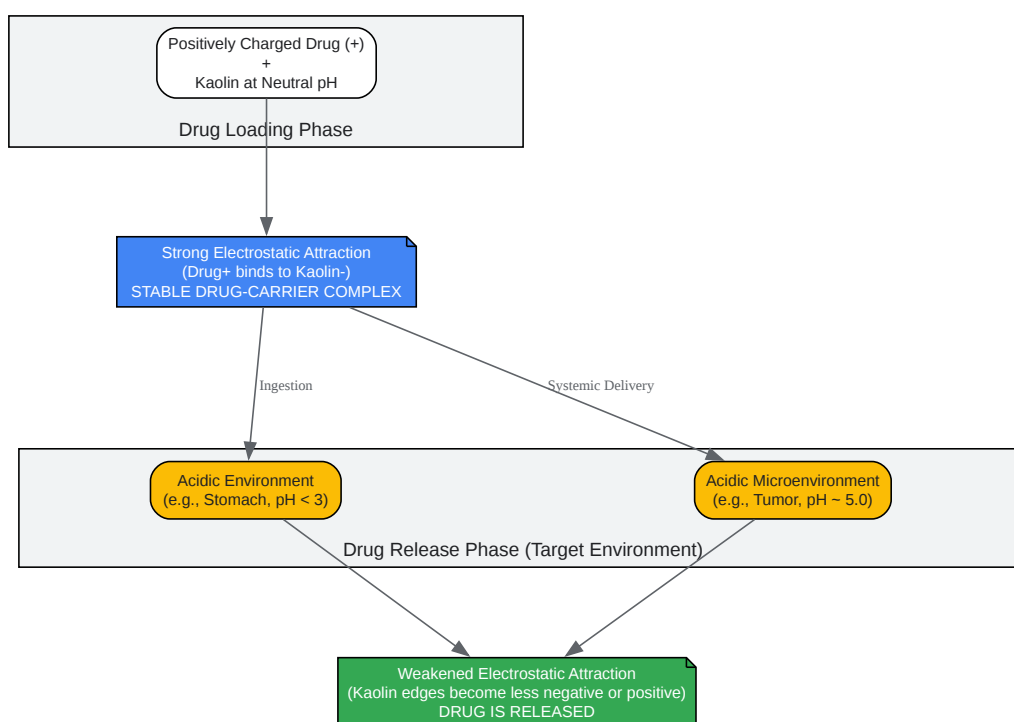 Positively Charged Drug (+)
+
Kaolin at Neutral pH
Drug Loading Phase
Strong Electrostatic Attraction
(Drug+ binds to Kaolin-)
STABLE DRUG-CARRIER COMPLEX
Ingestion
Systemic Delivery
Acidic Environment
(e.g., Stomach, pH < 3)
Acidic Microenvironment
(e.g., Tumor, pH ~ 5.0)
Drug Release Phase (Target Environment)
Weakened Electrostatic Attraction
(Kaolin edges become less negative or positive)
DRUG IS RELEASED